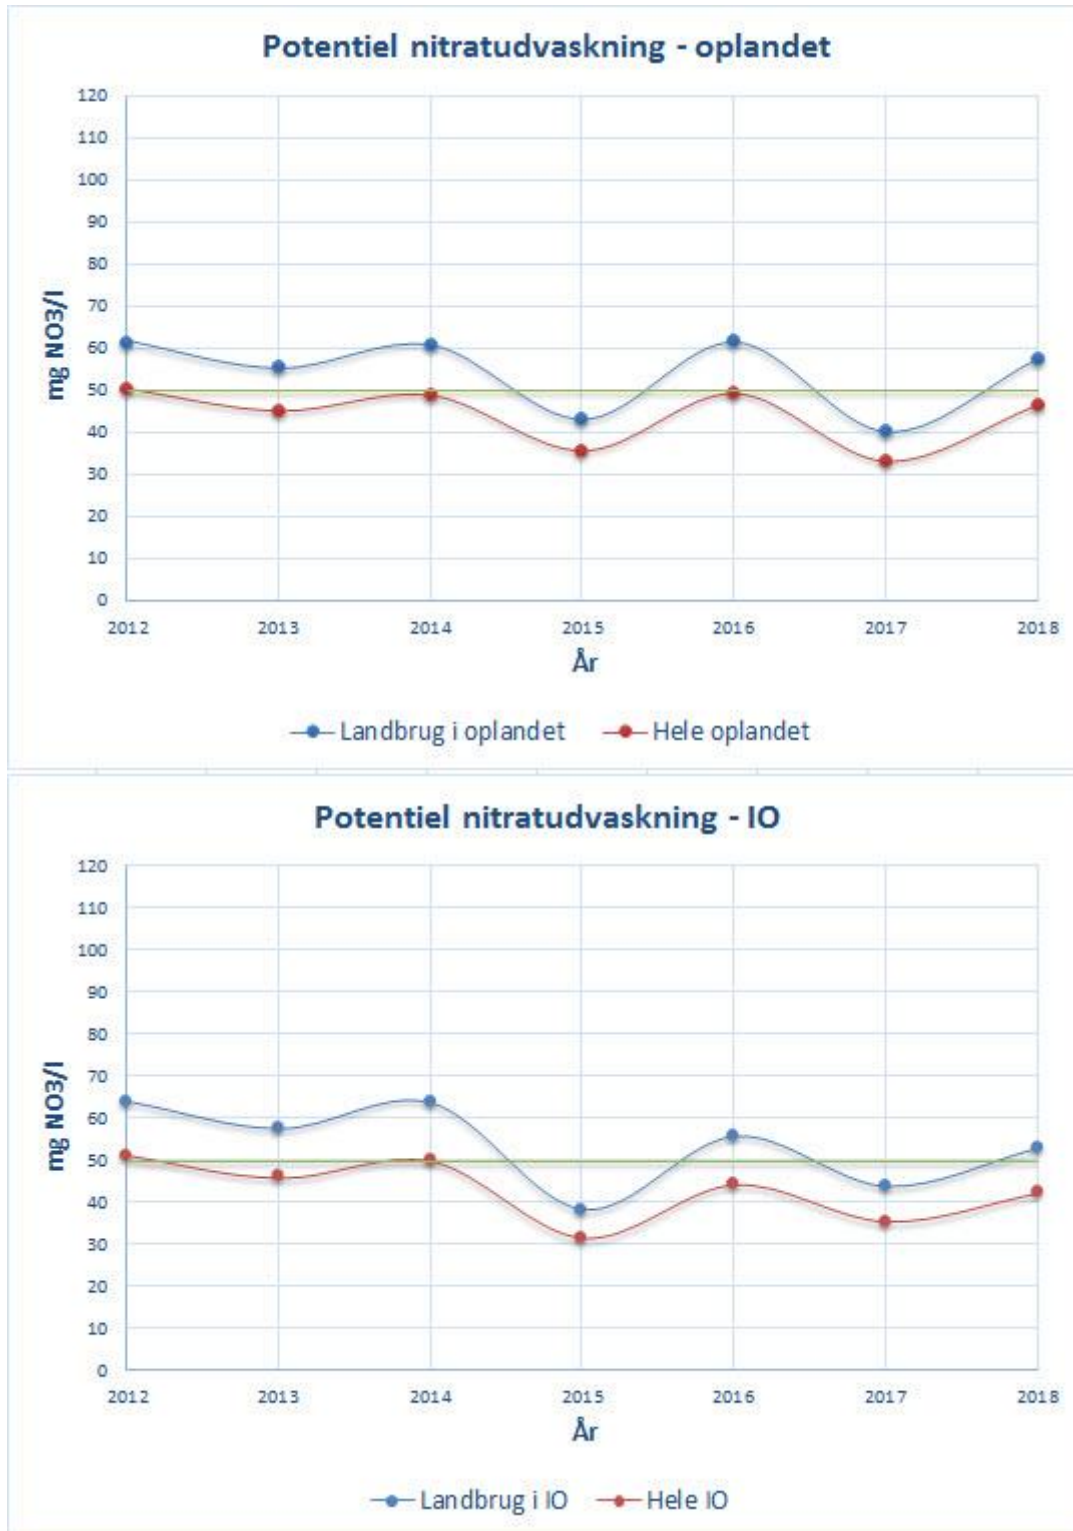 Potentiel nitratudvaskning - oplandet
120
110
100
90
80
70
60
50
40
30
20
10
0
mg NO3/l
2012 2013 2014 2015 2016 2017 2018
År
Landbrug i oplandet Hele oplandet
Potentiel nitratudvaskning - IO
120
110
100
90
80
70
60
50
40
30
20
10
0
mg NO3/l
2012 2013 2014 2015 2016 2017 2018
År
Landbrug i IO Hele IO